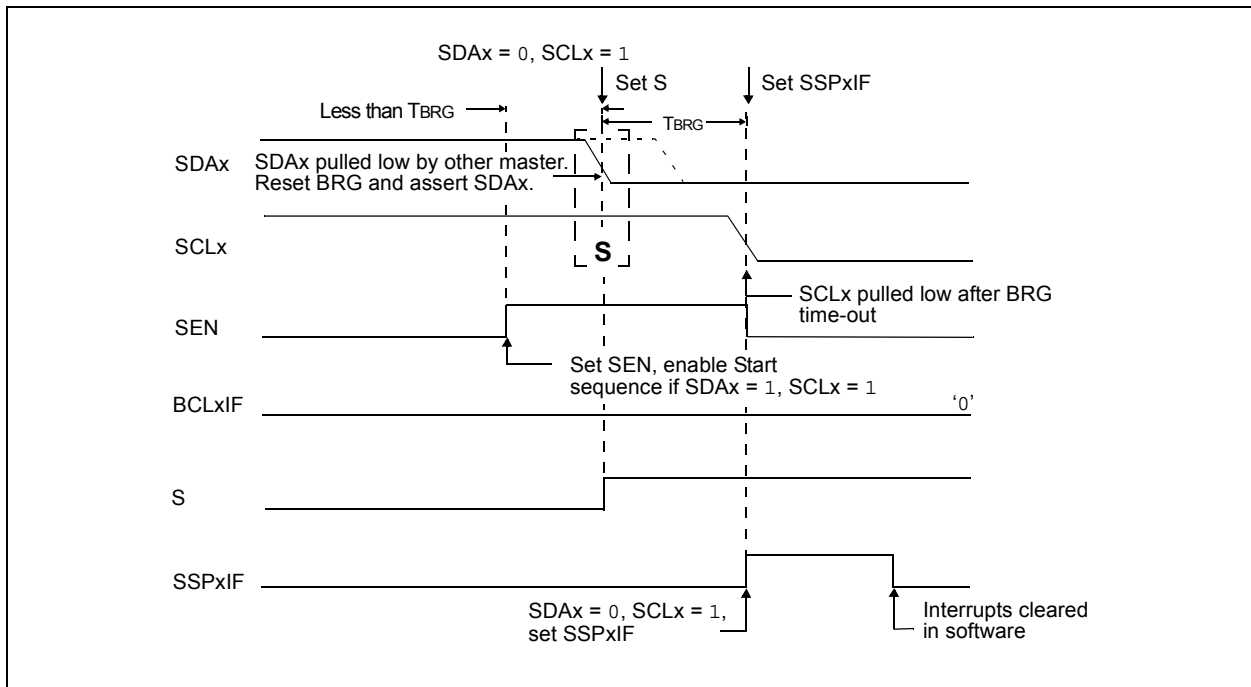 SDAx = 0, SCLx = 1
Set S
Set SSPxIF
Less than TBRG
TBRG
SDAx
SDAx pulled low by other master.
Reset BRG and assert SDAx.
SCLx
S
SCLx pulled low after BRG
time-out
SEN
Set SEN, enable Start
sequence if SDAx = 1, SCLx = 1
BCLxIF
‘0’
S
SSPxIF
SDAx = 0, SCLx = 1,
set SSPxIF
Interrupts cleared
in software